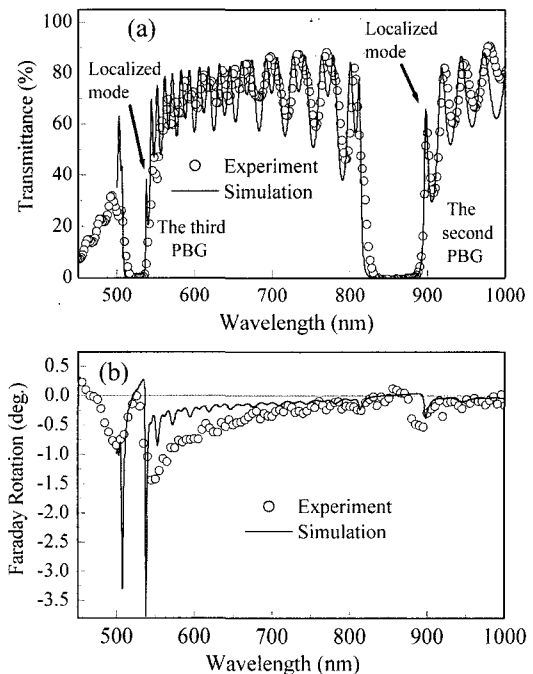 (a)
Localized
mode
Localized
mode
100
80
60
40
20
0
Transmittance (%)
Experiment
Simulation
The third
PBG
The
second
PBG
500 600 700 800 900 1000
Wavelength (nm)
(b)
0.5
0.0
-0.5
-1.0
-1.5
-2.0
-2.5
-3.0
-3.5
Faraday Rotation (deg.)
Experiment
Simulation
500 600 700 800 900 1000
Wavelength (nm)